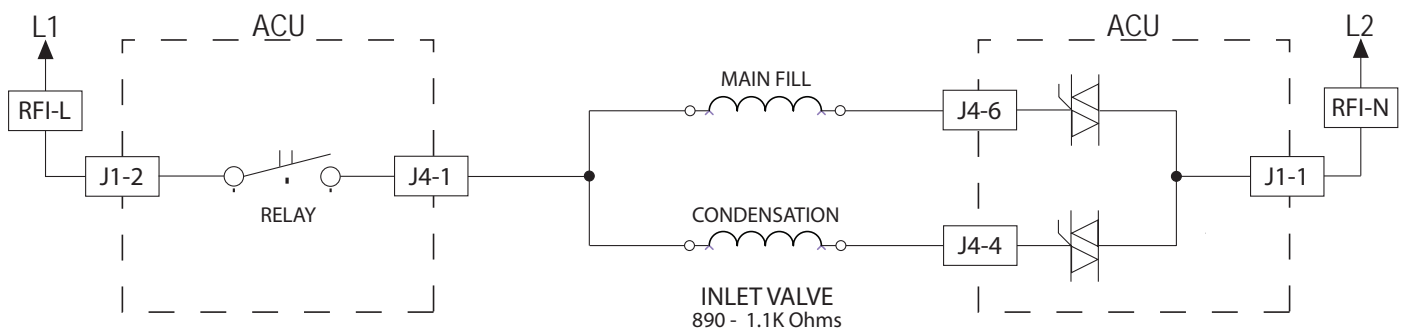 L1
ACU
ACU
L2
RFI-L
MAIN FILL
RFI-N
J4-6
J1-2
J4-1
J1-1
RELAY
CONDENSATION
J4-4
INLET VALVE
890 - 1.1K Ohms